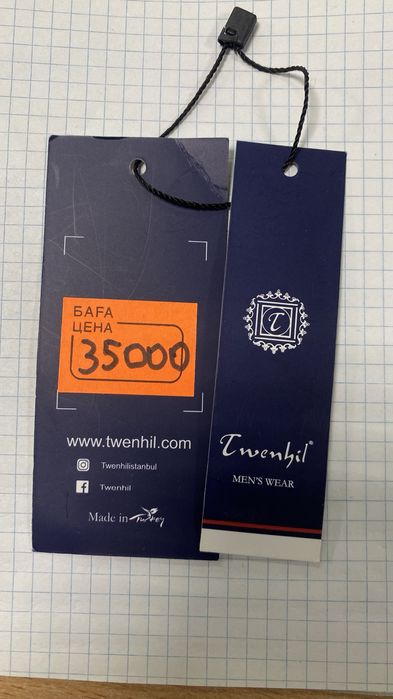 БАҒА
ЦЕНА
35000
www.twenhil.com
Twenhilistanbul
Twenhil
Made in Turkey
T
Twenhil®
MEN'S WEAR